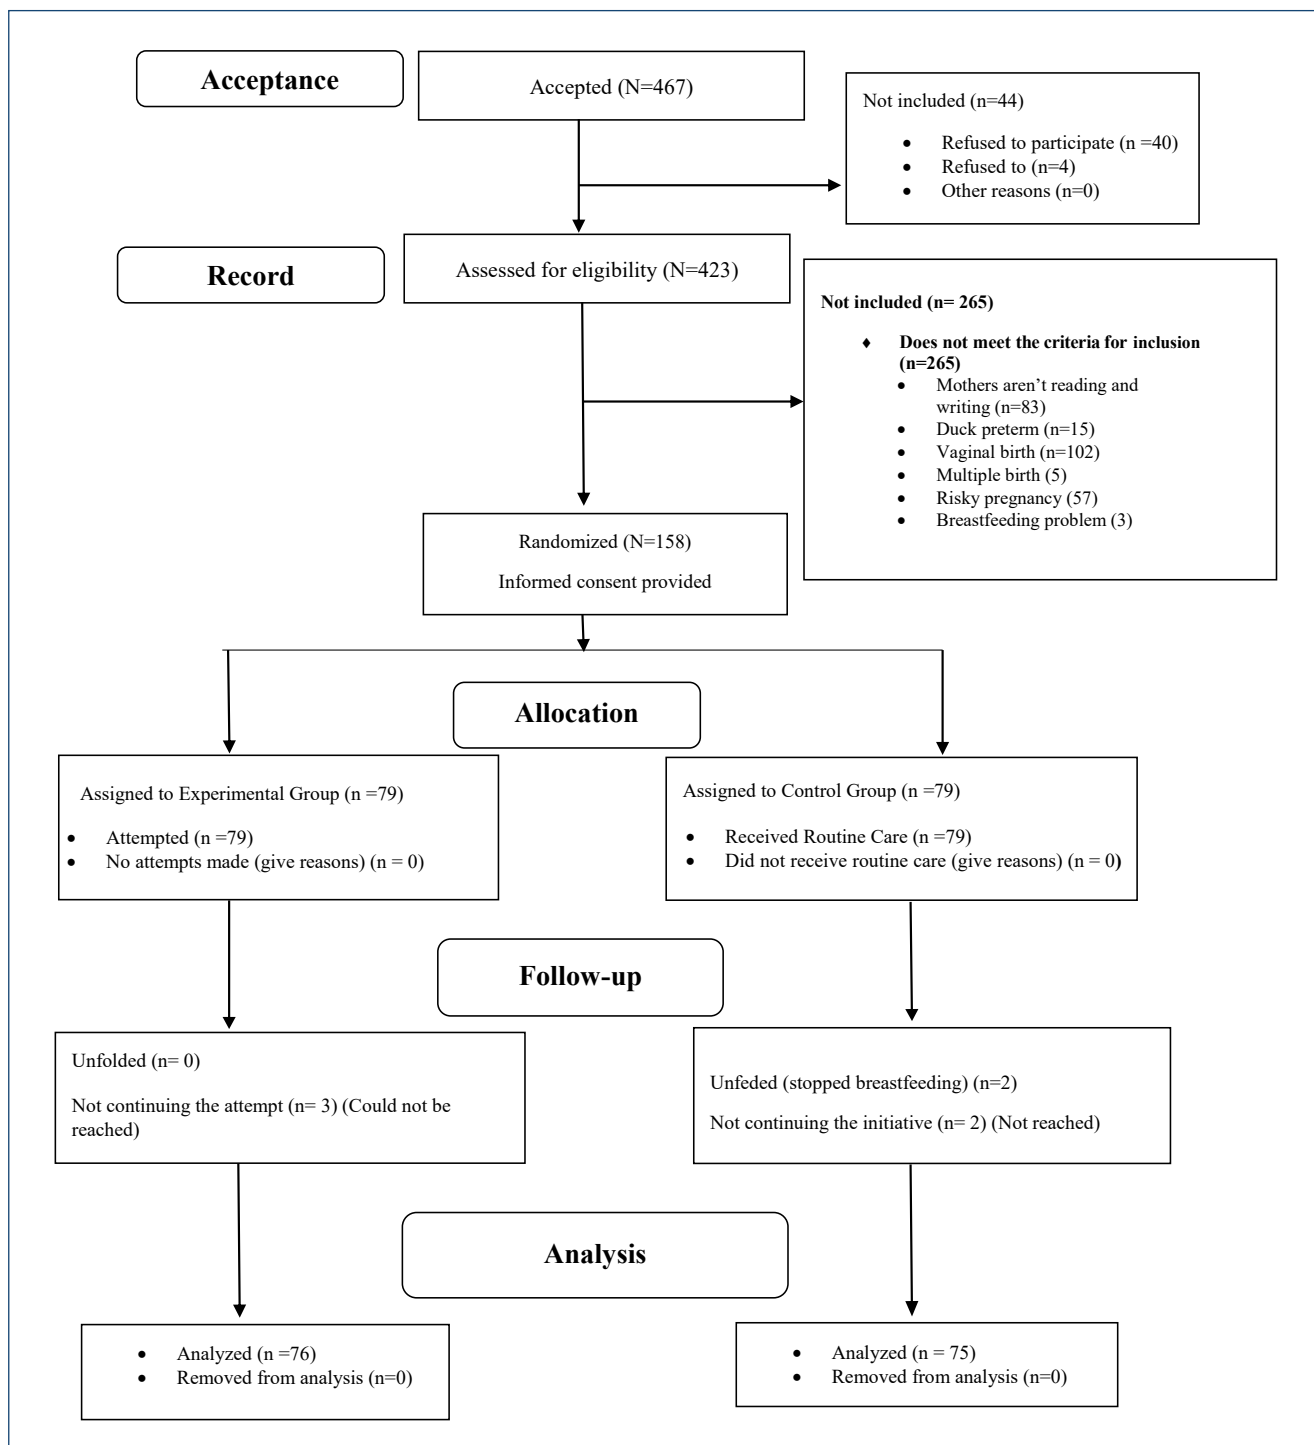 Acceptance
Accepted (N=467)
Not included (n=44)
• Refused to participate (n =40)
• Refused to (n=4)
• Other reasons (n=0)
Record
Assessed for eligibility (N=423)
Not included (n= 265)
♦ Does not meet the criteria for inclusion
(n=265)
• Mothers aren’t reading and
writing (n=83)
• Duck preterm (n=15)
• Vaginal birth (n=102)
• Multiple birth (5)
• Risky pregnancy (57)
• Breastfeeding problem (3)
Randomized (N=158)
Informed consent provided
Allocation
Assigned to Experimental Group (n =79)
• Attempted (n =79)
• No attempts made (give reasons) (n = 0)
Assigned to Control Group (n =79)
• Received Routine Care (n =79)
• Did not receive routine care (give reasons) (n = 0)
Follow-up
Unfolded (n= 0)
Not continuing the attempt (n= 3) (Could not be
reached)
Unfeded (stopped breastfeeding) (n=2)
Not continuing the initiative (n= 2) (Not reached)
Analysis
• Analyzed (n =76)
• Removed from analysis (n=0)
• Analyzed (n = 75)
• Removed from analysis (n=0)